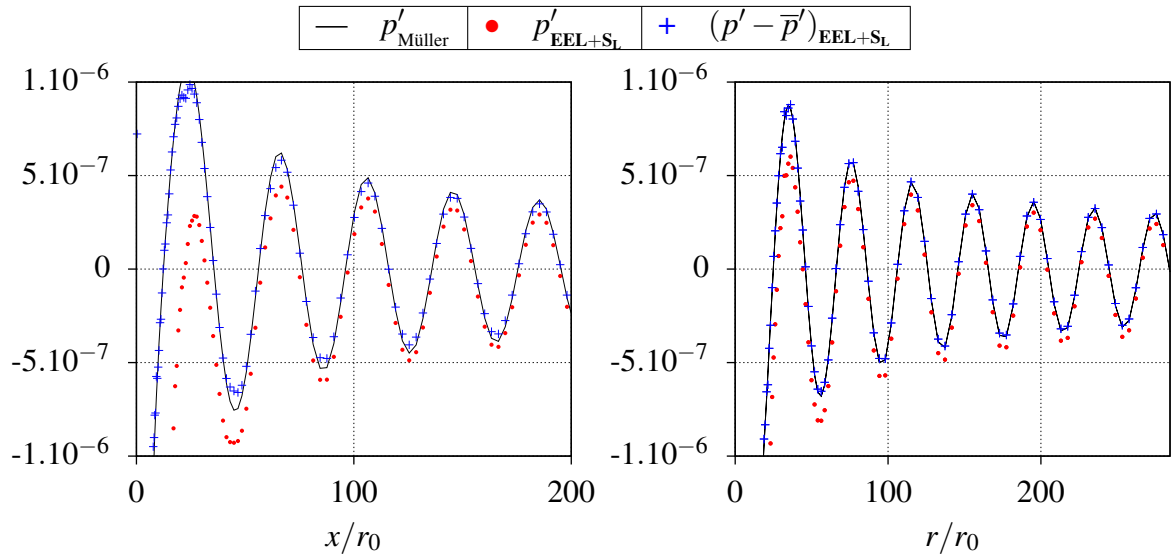 p′Müller p′EEL+SL (p′ − p̅′)EEL+SL
1.10⁻⁶ 1.10⁻⁶
5.10⁻⁷ 5.10⁻⁷
0 0
-5.10⁻⁷ -5.10⁻⁷
-1.10⁻⁶ -1.10⁻⁶
0 100 200 0 100 200
x/r₀ r/r₀